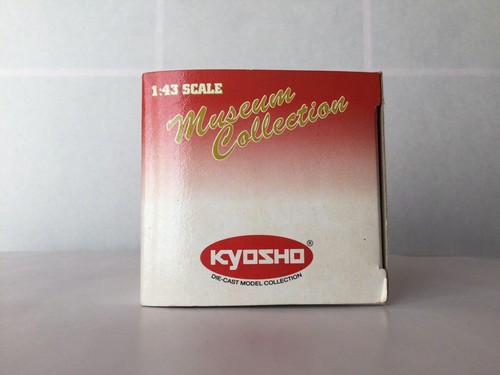 1:43 SCALE
Museum
Collection
KYOSHO ®
DIE-CAST MODEL COLLECTION